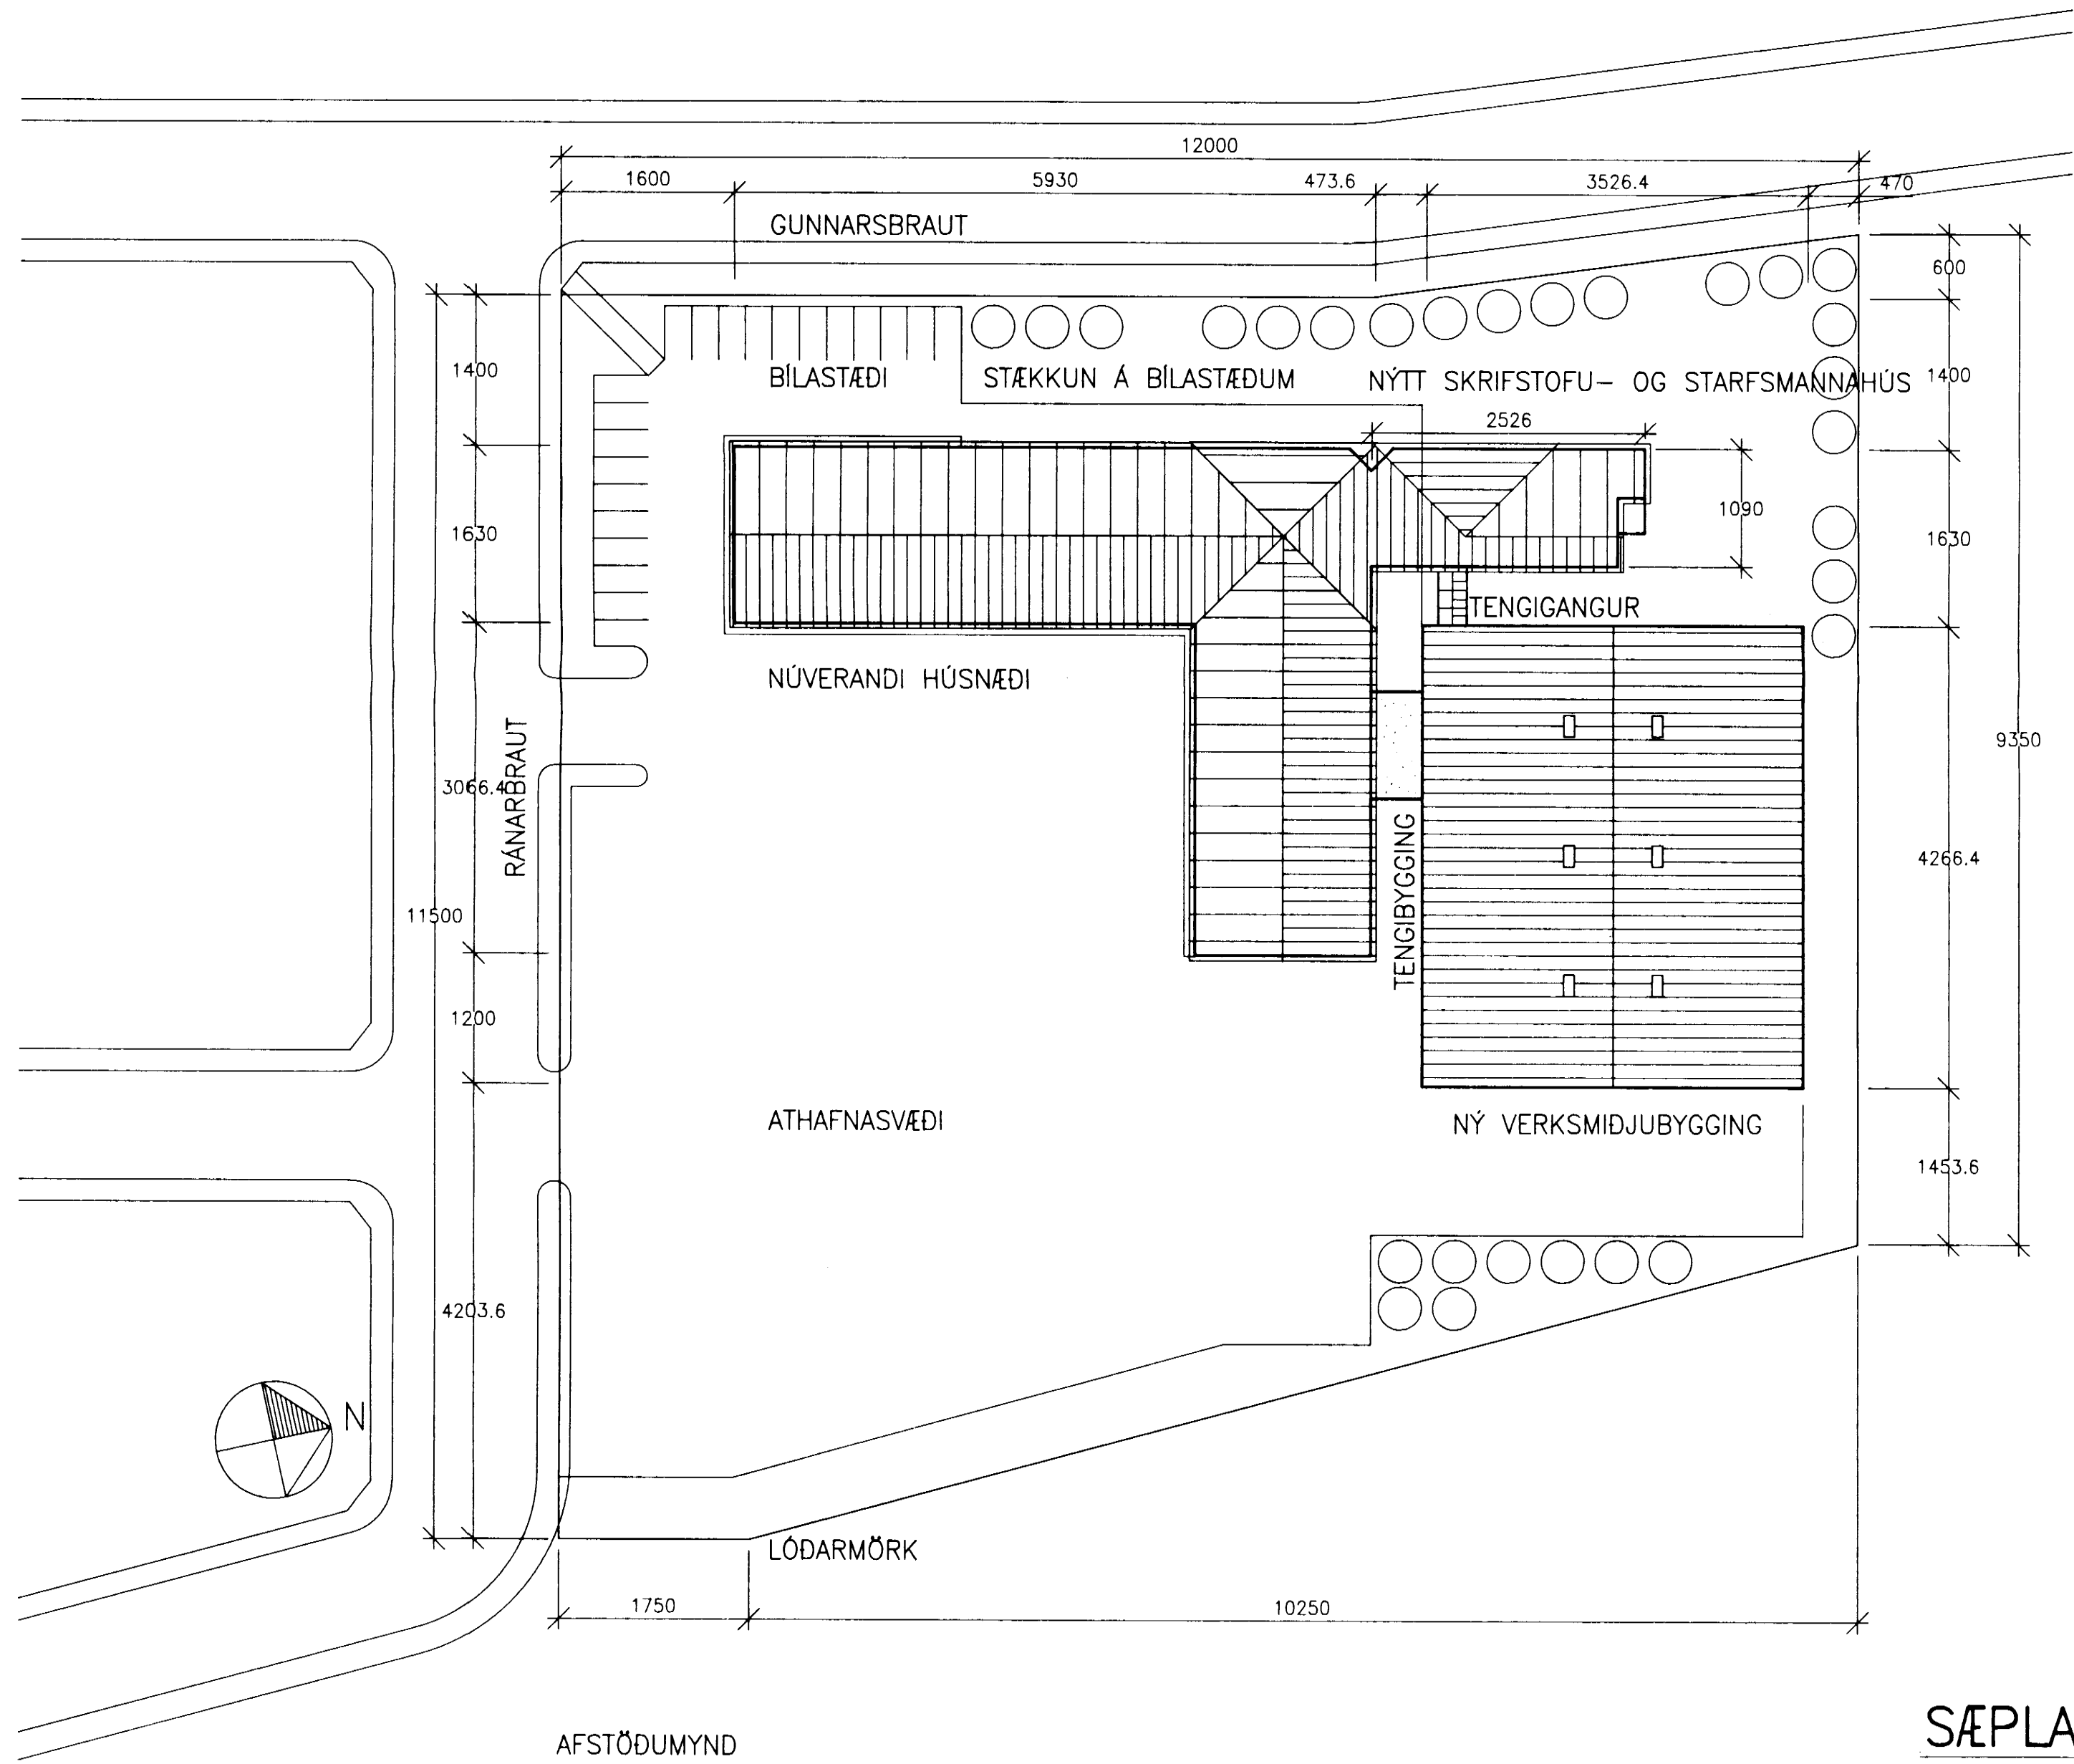 12000
1600 5930 473.6 3526.4 470
GUNNARSBRAUT
600
1400 BÍLASTÆÐI STÆKKUN Á BÍLASTÆÐUM NÝTT SKRIFSTOFU- OG STARFSMANNAHÚS 1400
2526
1630 1090 1630
TENGIGANGUR
NÚVERANDI HÚSNÆÐI
RÁNARBRAUT
9350
3066.4
TENGIBYGGING
4266.4
11500
1200
ATHAFNASVÆÐI NÝ VERKSMIÐJUBYGGING
1453.6
4203.6
N
LÓÐARMÖRK
1750 10250
AFSTÖÐUMYND
SÆPLA